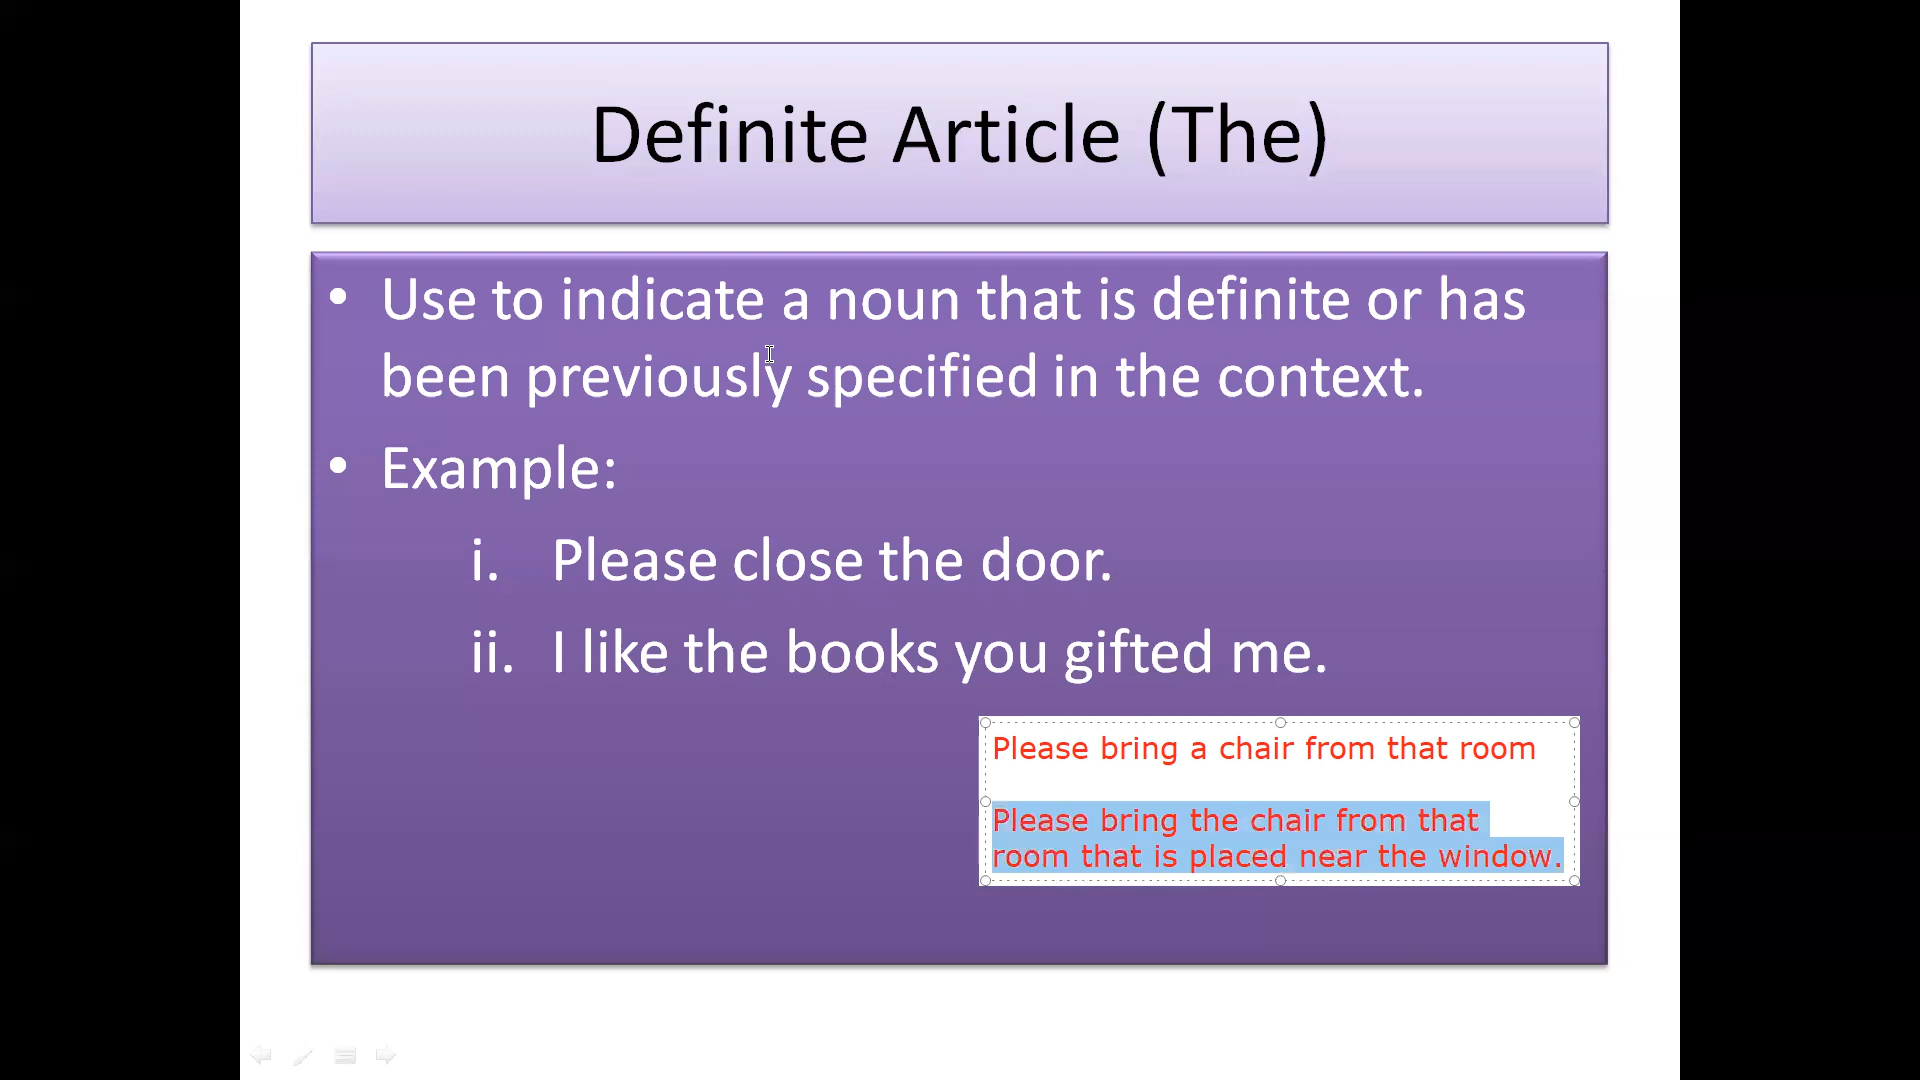 Definite Article (The)
• Use to indicate a noun that is definite or has
been previously specified in the context.
• Example:
i. Please close the door.
ii. I like the books you gifted me.
Please bring a chair from that room
Please bring the chair from that
room that is placed near the window.